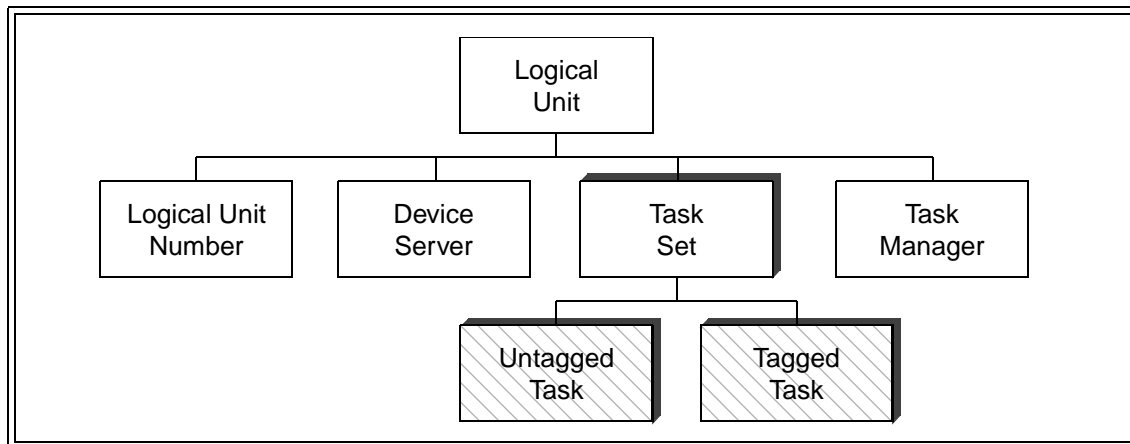 Logical
Unit
Logical Unit
Number
Device
Server
Task
Set
Task
Manager
Untagged
Task
Tagged
Task